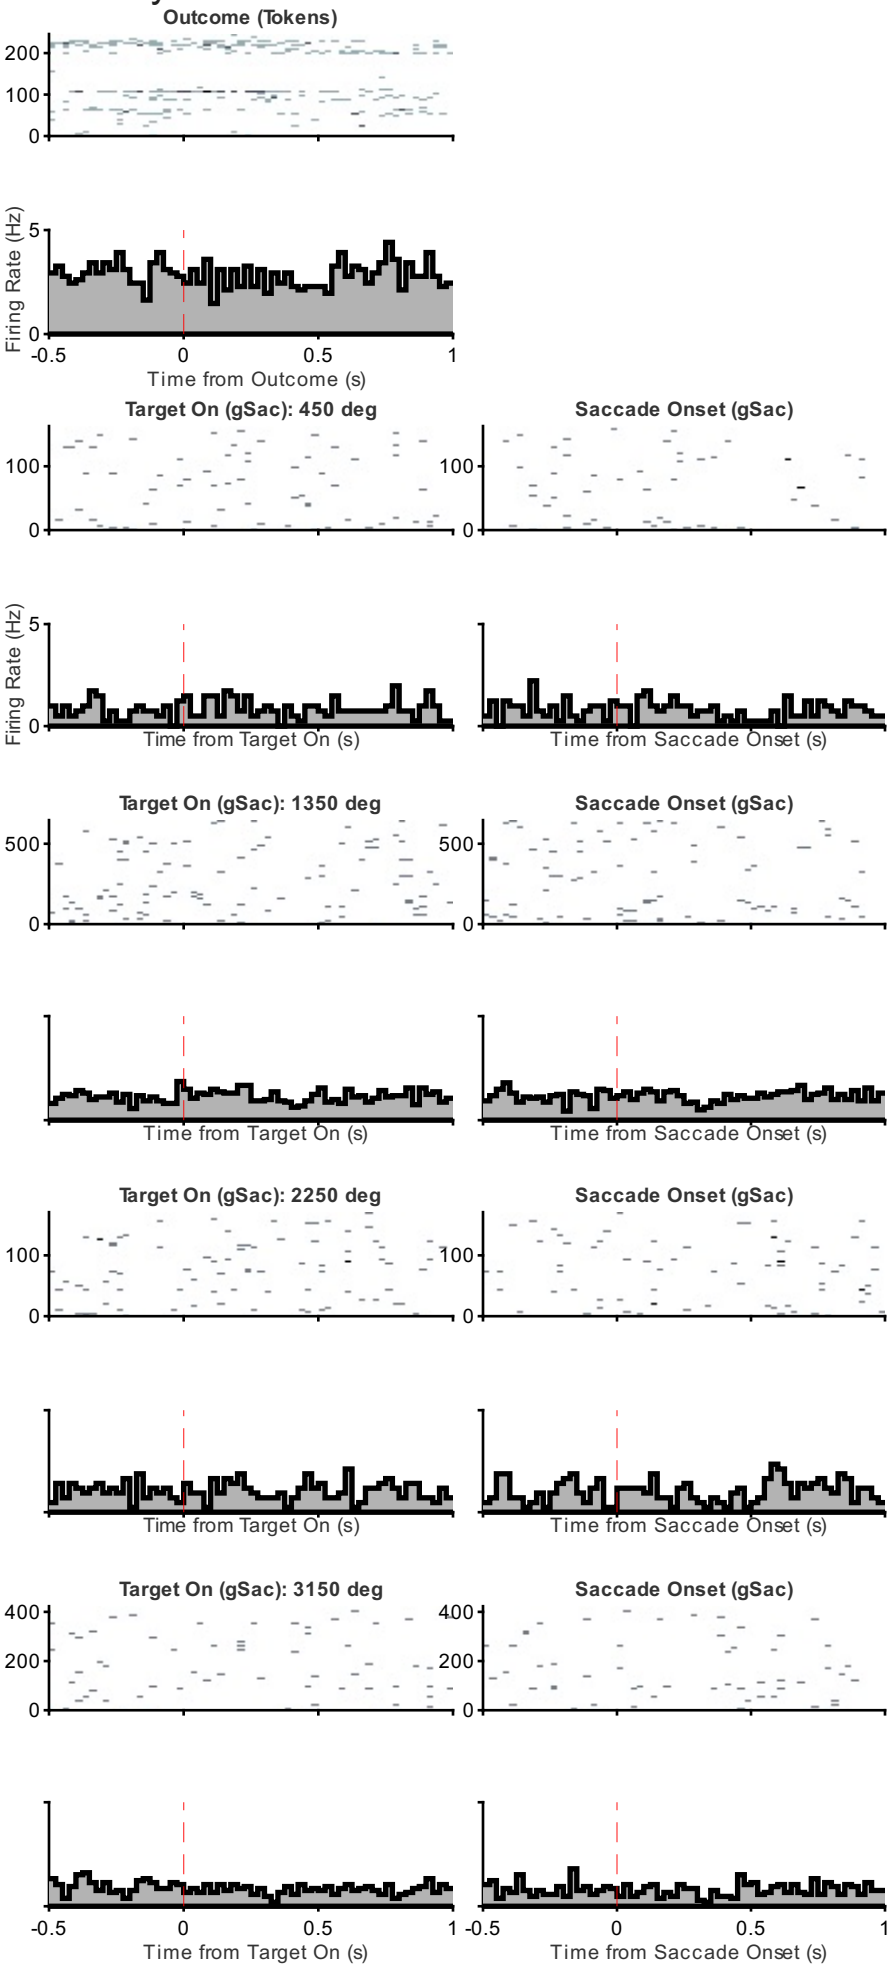 Outcome (Tokens)
200
100
0
Firing Rate (Hz)
5
0
-0.5 0 0.5 1
Time from Outcome (s)
Target On (gSac): 450 deg Saccade Onset (gSac)
100 100
0 0
Firing Rate (Hz)
5
0
Time from Target On (s) Time from Saccade Onset (s)
Target On (gSac): 1350 deg Saccade Onset (gSac)
500 500
0 0
Time from Target On (s) Time from Saccade Onset (s)
Target On (gSac): 2250 deg Saccade Onset (gSac)
100 100
0 0
Time from Target On (s) Time from Saccade Onset (s)
Target On (gSac): 3150 deg Saccade Onset (gSac)
400 400
200 200
0 0
-0.5 0 0.5 1 -0.5 0 0.5 1
Time from Target On (s) Time from Saccade Onset (s)